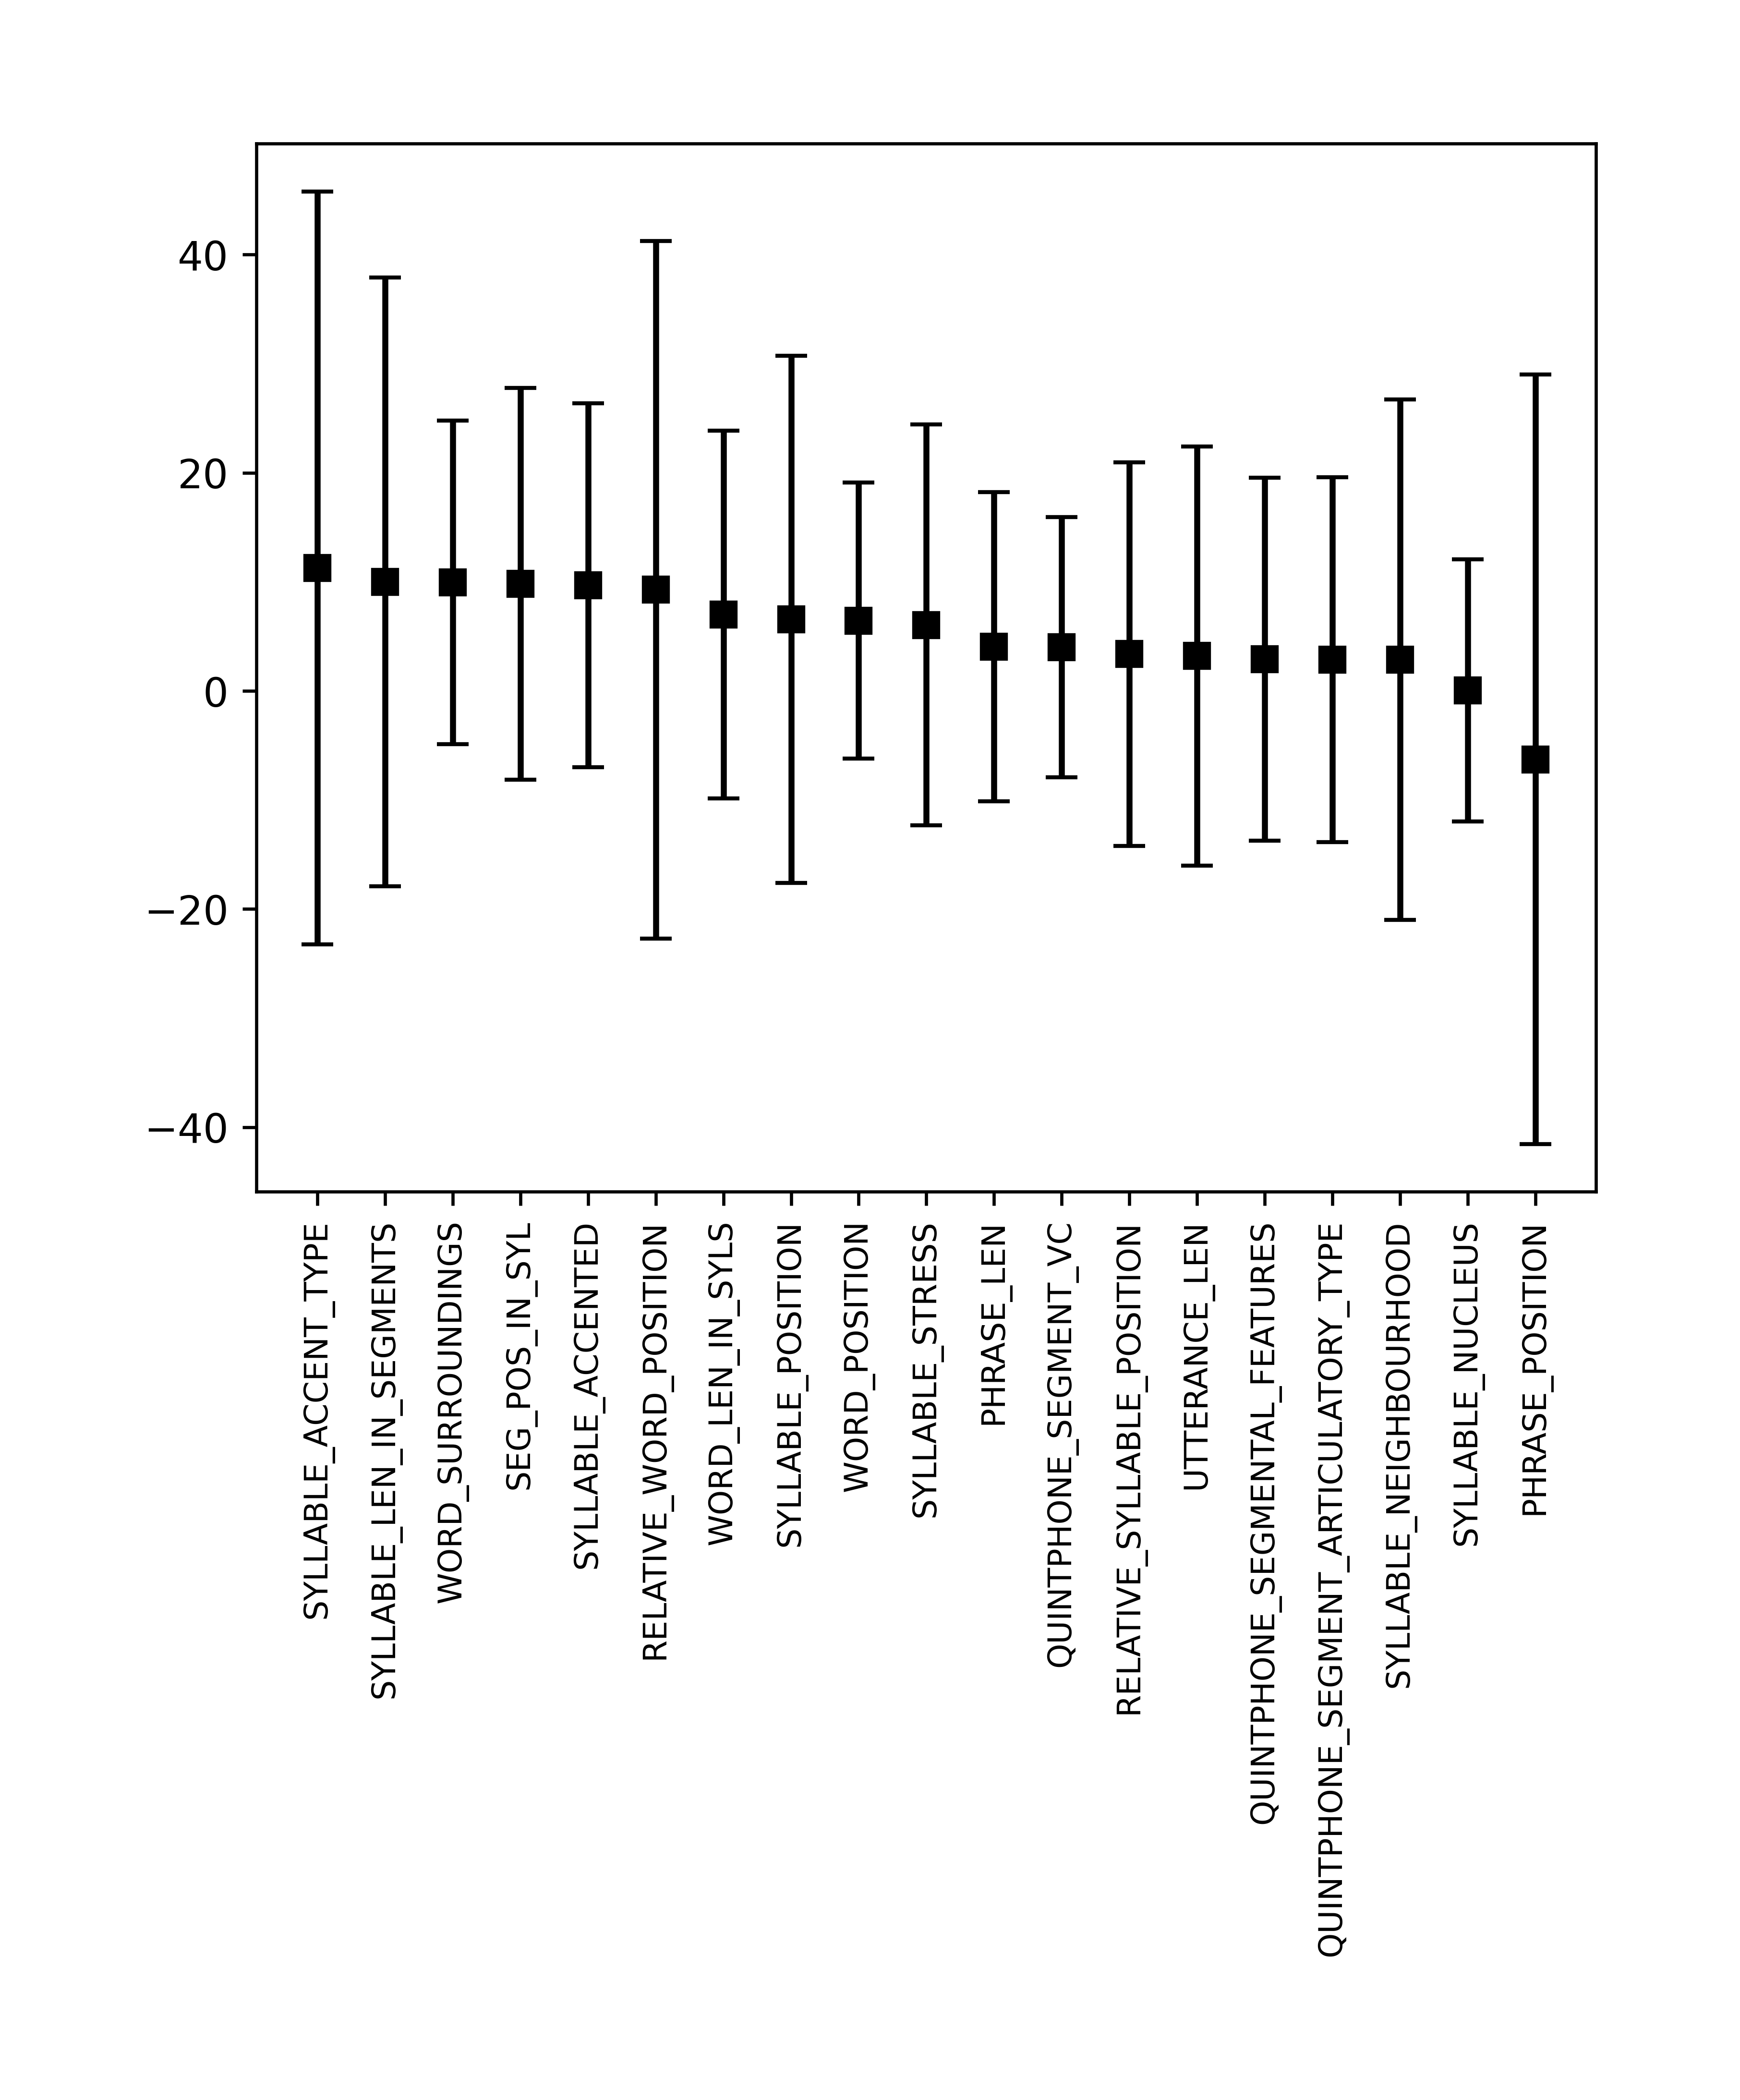 40
20
0
−20
−40
SYLLABLE_ACCENT_TYPE
SYLLABLE_LEN_IN_SEGMENTS
WORD_SURROUNDINGS
SEG_POS_IN_SYL
SYLLABLE_ACCENTED
RELATIVE_WORD_POSITION
WORD_LEN_IN_SYLS
SYLLABLE_POSITION
WORD_POSITION
SYLLABLE_STRESS
PHRASE_LEN
QUINTPHONE_SEGMENT_VC
RELATIVE_SYLLABLE_POSITION
UTTERANCE_LEN
QUINTPHONE_SEGMENTAL_FEATURES
QUINTPHONE_SEGMENT_ARTICULATORY_TYPE
SYLLABLE_NEIGHBOURHOOD
SYLLABLE_NUCLEUS
PHRASE_POSITION